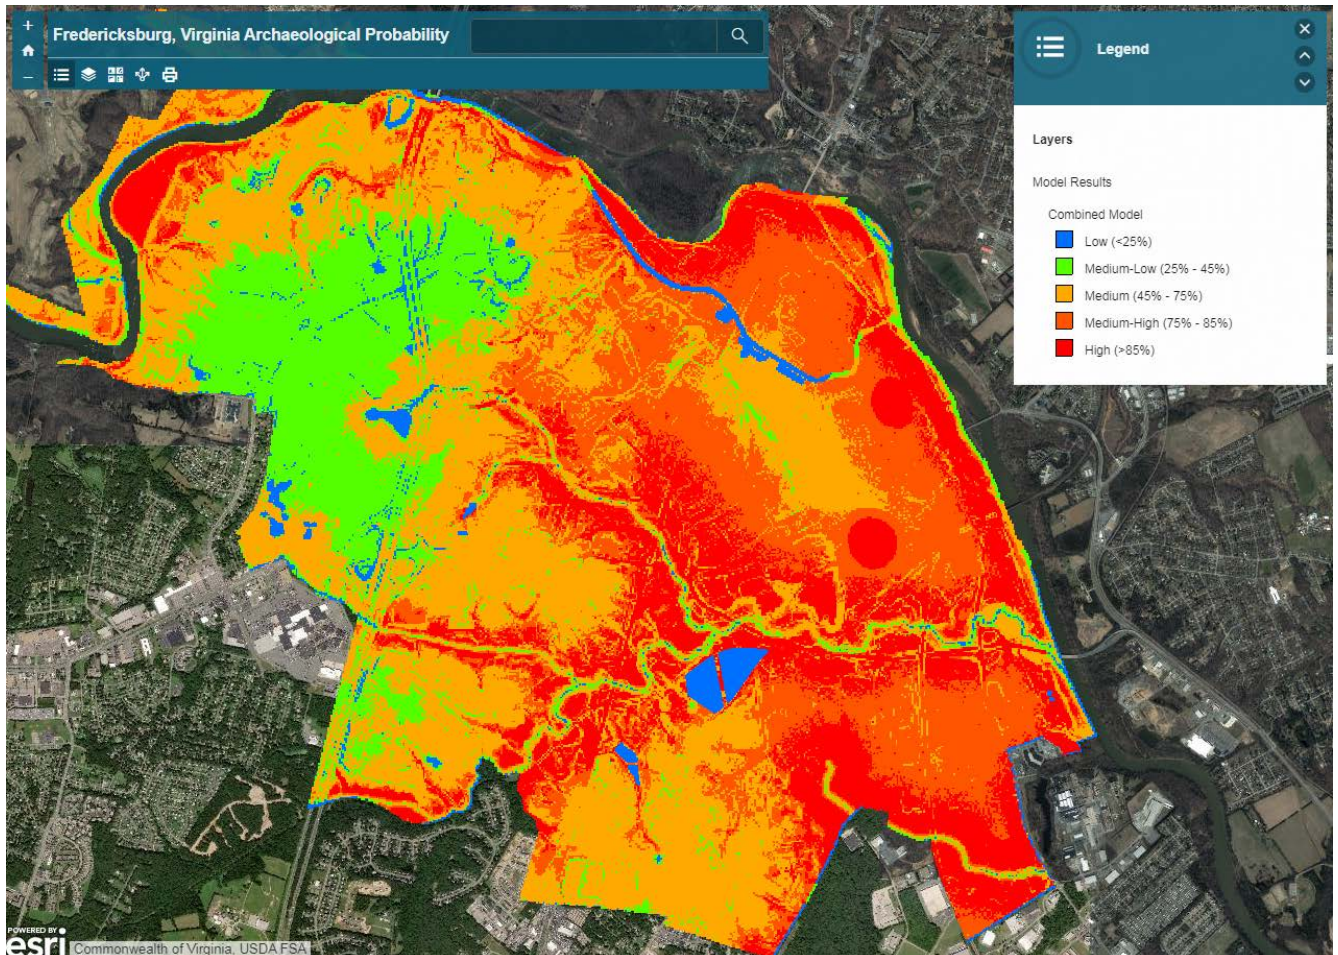 Fredericksburg, Virginia Archaeological Probability
Legend
Layers
Model Results
Combined Model
Low (<25%)
Medium-Low (25% - 45%)
Medium (45% - 75%)
Medium-High (75% - 85%)
High (>85%)
POWERED BY
esri
Commonwealth of Virginia, USDA FSA